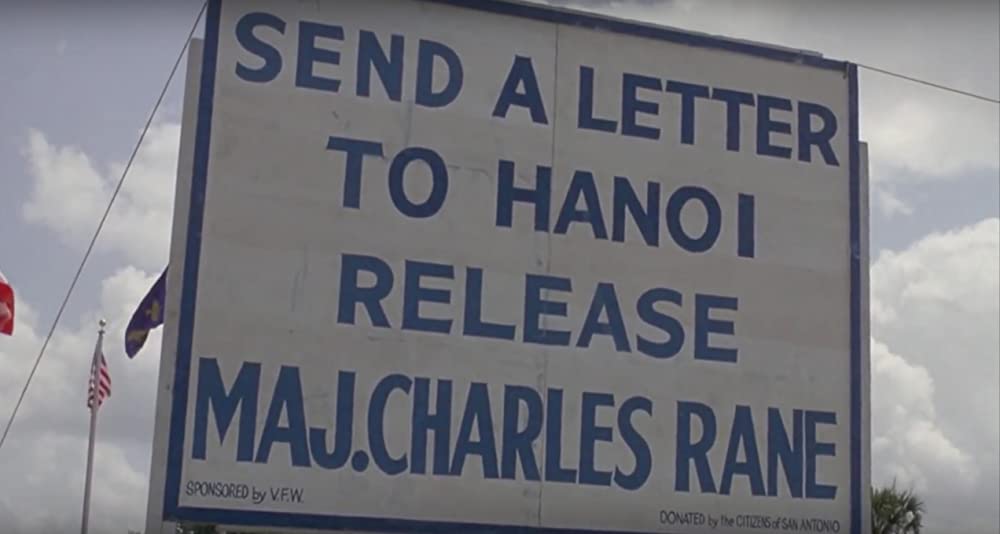 SEND A LETTER
TO HANOI
RELEASE
MAJ. CHARLES RANE
SPONSORED by V.F.W.
DONATED by the CITIZENS of SAN ANTONIO